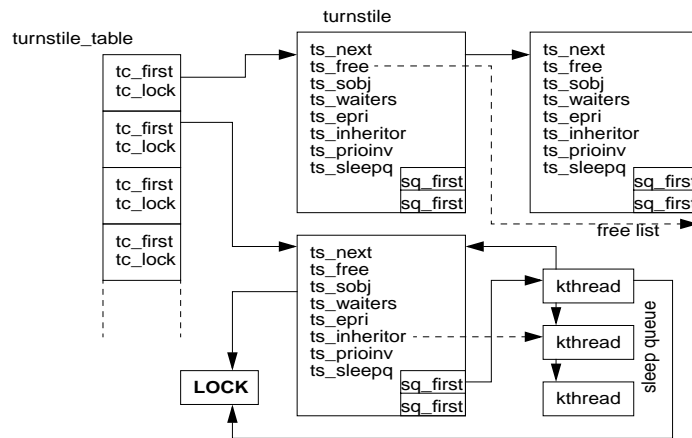 turnstile
turnstile_table
tc_first
tc_lock
tc_first
tc_lock
tc_first
tc_lock
tc_first
tc_lock
ts_next
ts_free
ts_sobj
ts_waiters
ts_epri
ts_inheritor
ts_prioinv
ts_sleepq
sq_first
sq_first
ts_next
ts_free
ts_sobj
ts_waiters
ts_epri
ts_inheritor
ts_prioinv
ts_sleepq
sq_first
sq_first
free list
ts_next
ts_free
ts_sobj
ts_waiters
ts_epri
ts_inheritor
ts_prioinv
ts_sleepq
sq_first
sq_first
kthread
kthread
kthread
sleep queue
LOCK